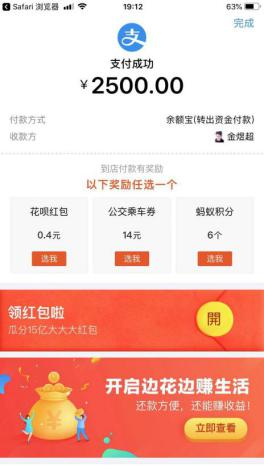 Safari 浏览器
19:12
63%
完成
支付成功
¥2500.00
付款方式 余额宝(转出资金付款)
收款方 金煜超
到店付款有奖励
以下奖励任选一个
花呗红包 公交乘车券 蚂蚁积分
0.4元 14元 6个
选我 选我 选我
领红包啦
瓜分15亿大大大红包
開
开启边花边赚生活
还款方便，还能赚收益!
立即查看